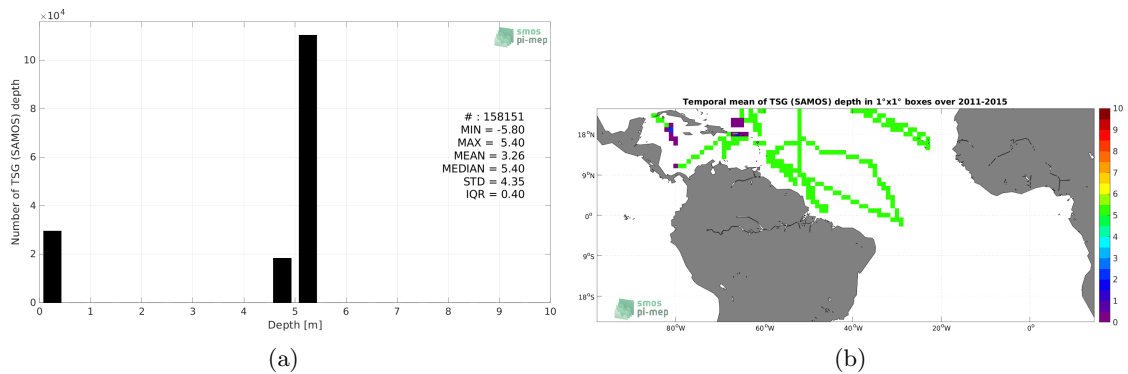 ×10⁴
smos
pi-mep
Number of TSG (SAMOS) depth
10
8
6
4
2
0
# : 158151
MIN = -5.80
MAX = 5.40
MEAN = 3.26
MEDIAN = 5.40
STD = 4.35
IQR = 0.40
0 1 2 3 4 5 6 7 8 9 10
Depth [m]
(a)
Temporal mean of TSG (SAMOS) depth in 1°x1° boxes over 2011-2015
18°N
9°N
0°
9°S
18°S
smos
pi-mep
80°W 60°W 40°W 20°W 0°
10
9
8
7
6
5
4
3
2
1
0
(b)